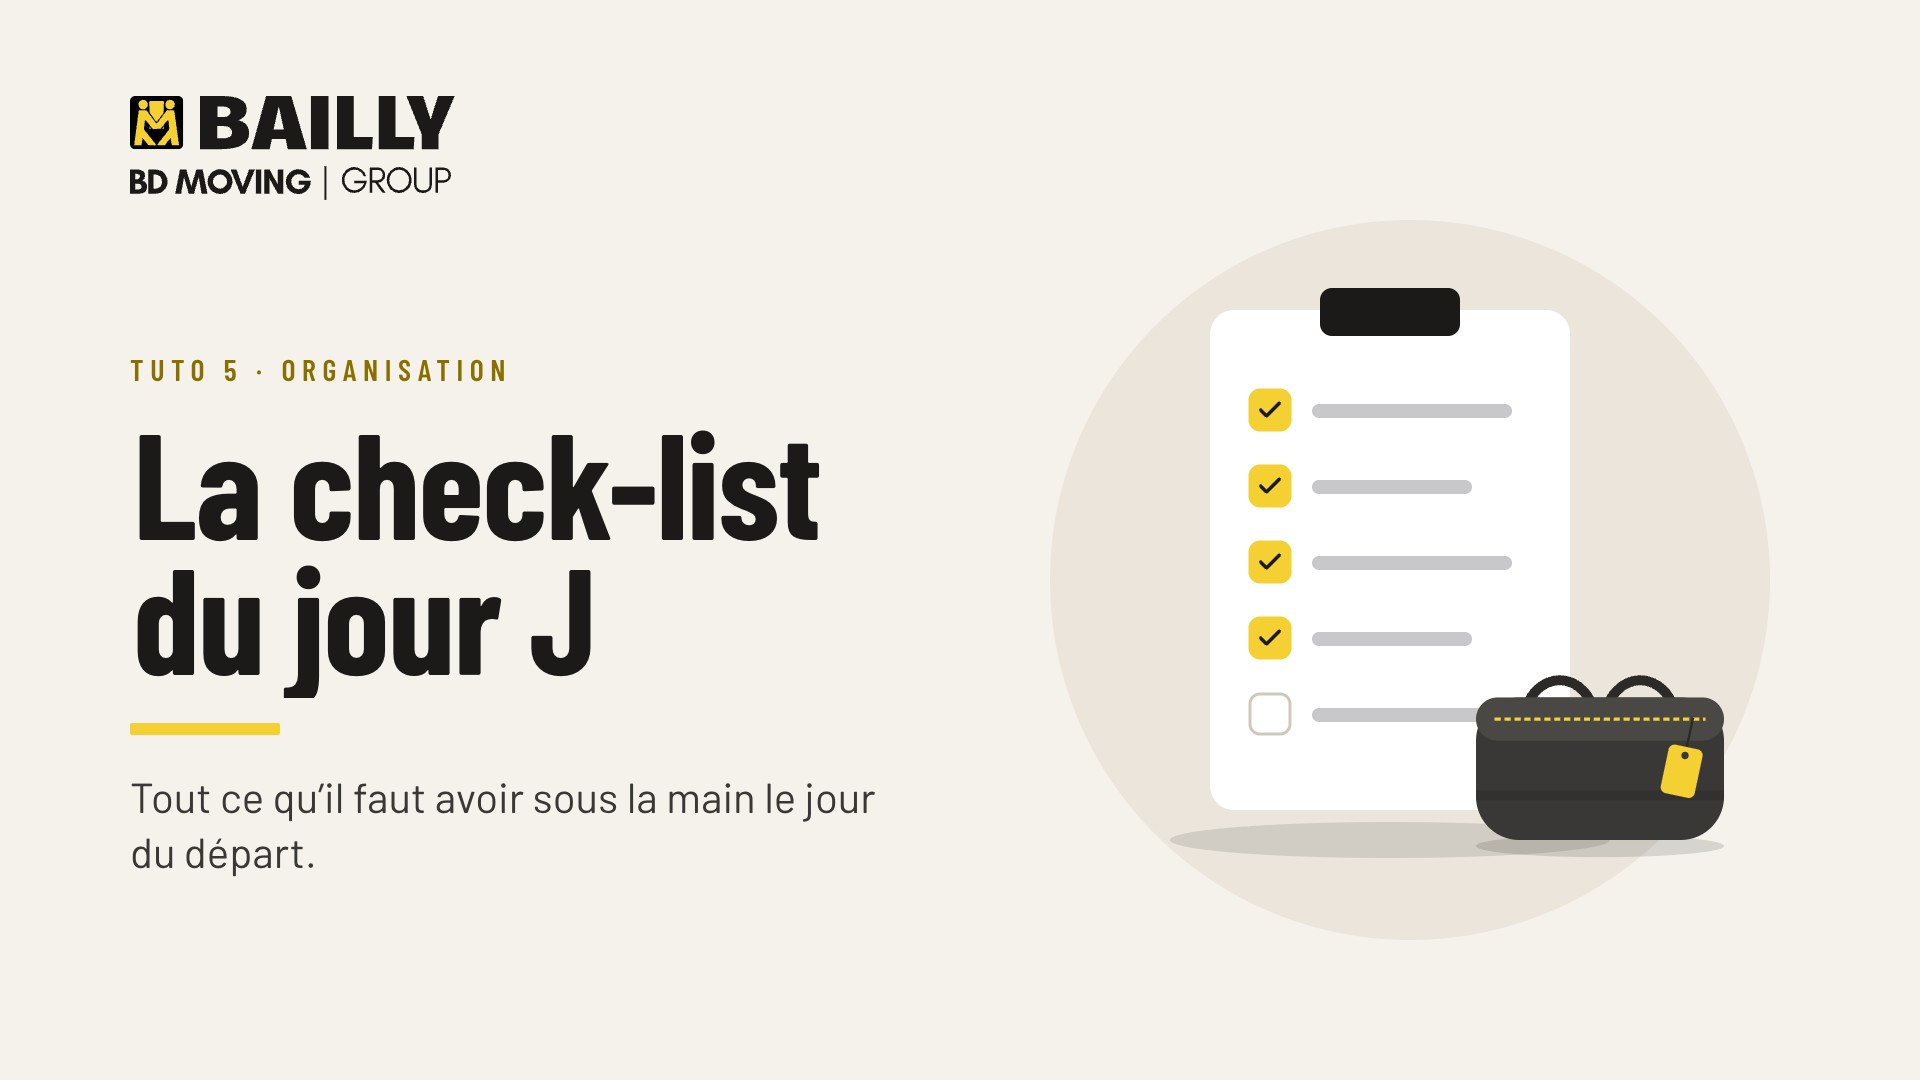 BAILLY
BD MOVING | GROUP
TUTO 5 · ORGANISATION
La check-list
du jour J
Tout ce qu’il faut avoir sous la main le jour
du départ.